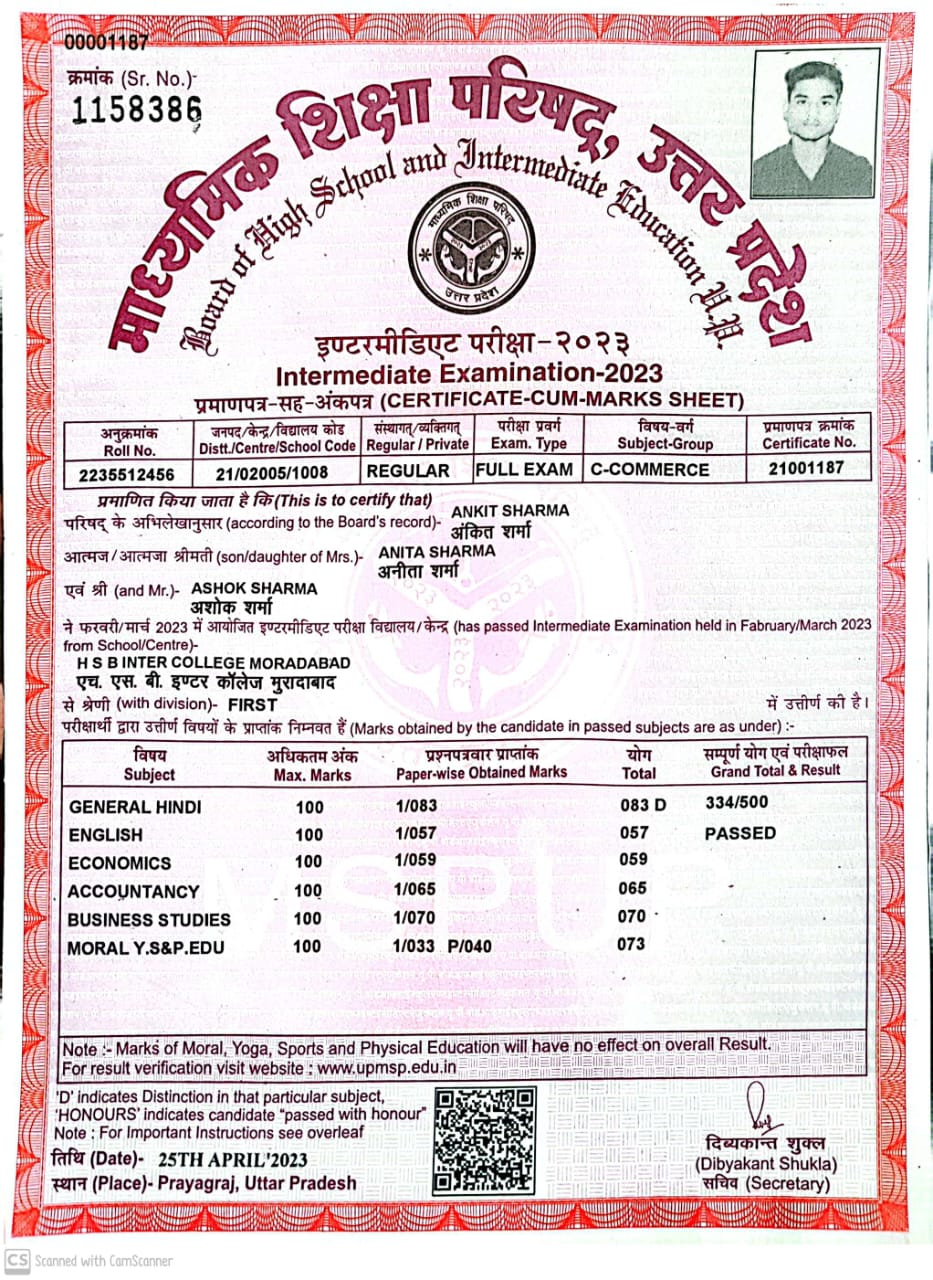 00001187
क्रमांक (Sr. No.)-
1158386
माध्यमिक शिक्षा परिषद्, उत्तर प्रदेश
Board of High School and Intermediate Education U.P.
माध्यमिक शिक्षा परिषद
उत्तर प्रदेश
इण्टरमीडिएट परीक्षा-२०२३
Intermediate Examination-2023
प्रमाणपत्र-सह-अंकपत्र (CERTIFICATE-CUM-MARKS SHEET)
अनुक्रमांक जनपद/केन्द्र/विद्यालय कोड संस्थागत/व्यक्तिगत् परीक्षा प्रवर्ग विषय-वर्ग प्रमाणपत्र क्रमांक
Roll No. Distt./Centre/School Code Regular / Private Exam. Type Subject-Group Certificate No.
2235512456 21/02005/1008 REGULAR FULL EXAM C-COMMERCE 21001187
प्रमाणित किया जाता है कि(This is to certify that)
परिषद् के अभिलेखानुसार (according to the Board's record)- ANKIT SHARMA
अंकित शर्मा
आत्मज/आत्मजा श्रीमती (son/daughter of Mrs.)- ANITA SHARMA
अनीता शर्मा
एवं श्री (and Mr.)- ASHOK SHARMA
अशोक शर्मा
ने फरवरी/मार्च 2023 में आयोजित इण्टरमीडिएट परीक्षा विद्यालय/केन्द्र (has passed Intermediate Examination held in Fabruary/March 2023
from School/Centre)-
H S B INTER COLLEGE MORADABAD
एच. एस. बी. इण्टर कॉलेज मुरादाबाद
से श्रेणी (with division)- FIRST में उत्तीर्ण की है।
परीक्षार्थी द्वारा उत्तीर्ण विषयों के प्राप्तांक निम्नवत हैं (Marks obtained by the candidate in passed subjects are as under) :-
विषय अधिकतम अंक प्रश्नपत्रवार प्राप्तांक योग सम्पूर्ण योग एवं परीक्षाफल
Subject Max. Marks Paper-wise Obtained Marks Total Grand Total & Result
GENERAL HINDI 100 1/083 083 D 334/500
ENGLISH 100 1/057 057 PASSED
ECONOMICS 100 1/059 059
ACCOUNTANCY 100 1/065 065
BUSINESS STUDIES 100 1/070 070
MORAL Y.S&P.EDU 100 1/033 P/040 073
MSPUP
Note :- Marks of Moral, Yoga, Sports and Physical Education will have no effect on overall Result.
For result verification visit website : www.upmsp.edu.in
'D' indicates Distinction in that particular subject,
'HONOURS' indicates candidate "passed with honour"
Note : For Important Instructions see overleaf
तिथि (Date)- 25TH APRIL'2023
स्थान (Place)- Prayagraj, Uttar Pradesh
दिब्यकान्त शुक्ल
(Dibyakant Shukla)
सचिव (Secretary)
CS Scanned with CamScanner